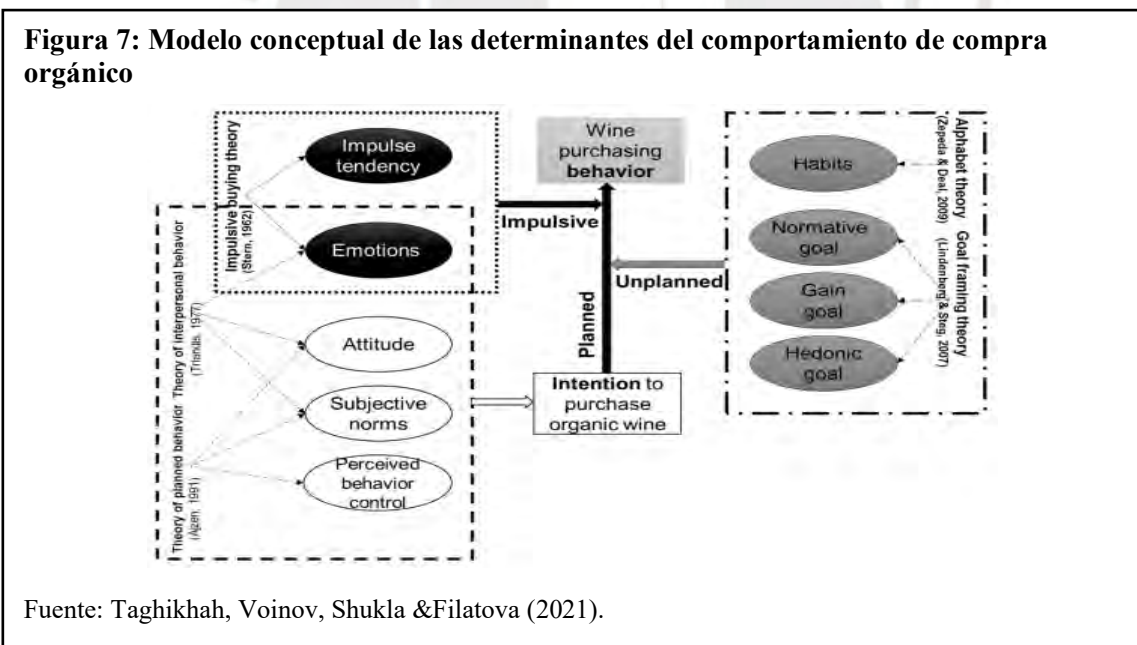 Figura 7: Modelo conceptual de las determinantes del comportamiento de compra
orgánico
Impulsive buying theory
(Stern, 1962)
Impulse
tendency
Emotions
Theory of interpersonal behavior
(Triandis, 1977)
Theory of planned behavior
(Ajzen, 1991)
Attitude
Subjective
norms
Perceived
behavior
control
Wine
purchasing
behavior
Impulsive
Unplanned
Planned
Intention to
purchase
organic wine
Habits
Normative
goal
Gain
goal
Hedonic
goal
Alphabet theory
(Zepeda & Deal, 2009)
Goal framing theory
(Lindenberg & Steg, 2007)
Fuente: Taghikhah, Voinov, Shukla &Filatova (2021).